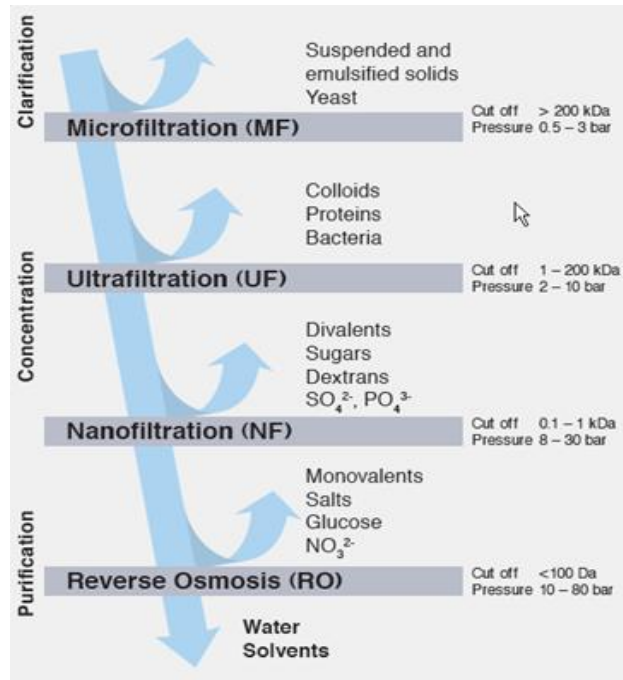 Clarification
Suspended and
emulsified solids
Yeast
Microfiltration (MF)
Cut off > 200 kDa
Pressure 0.5 – 3 bar
Colloids
Proteins
Bacteria
Concentration
Ultrafiltration (UF)
Cut off 1 – 200 kDa
Pressure 2 – 10 bar
Divalents
Sugars
Dextrans
SO₄²⁻, PO₄³⁻
Nanofiltration (NF)
Cut off 0.1 – 1 kDa
Pressure 8 – 30 bar
Monovalents
Salts
Glucose
NO₃²⁻
Purification
Reverse Osmosis (RO)
Cut off <100 Da
Pressure 10 – 80 bar
Water
Solvents